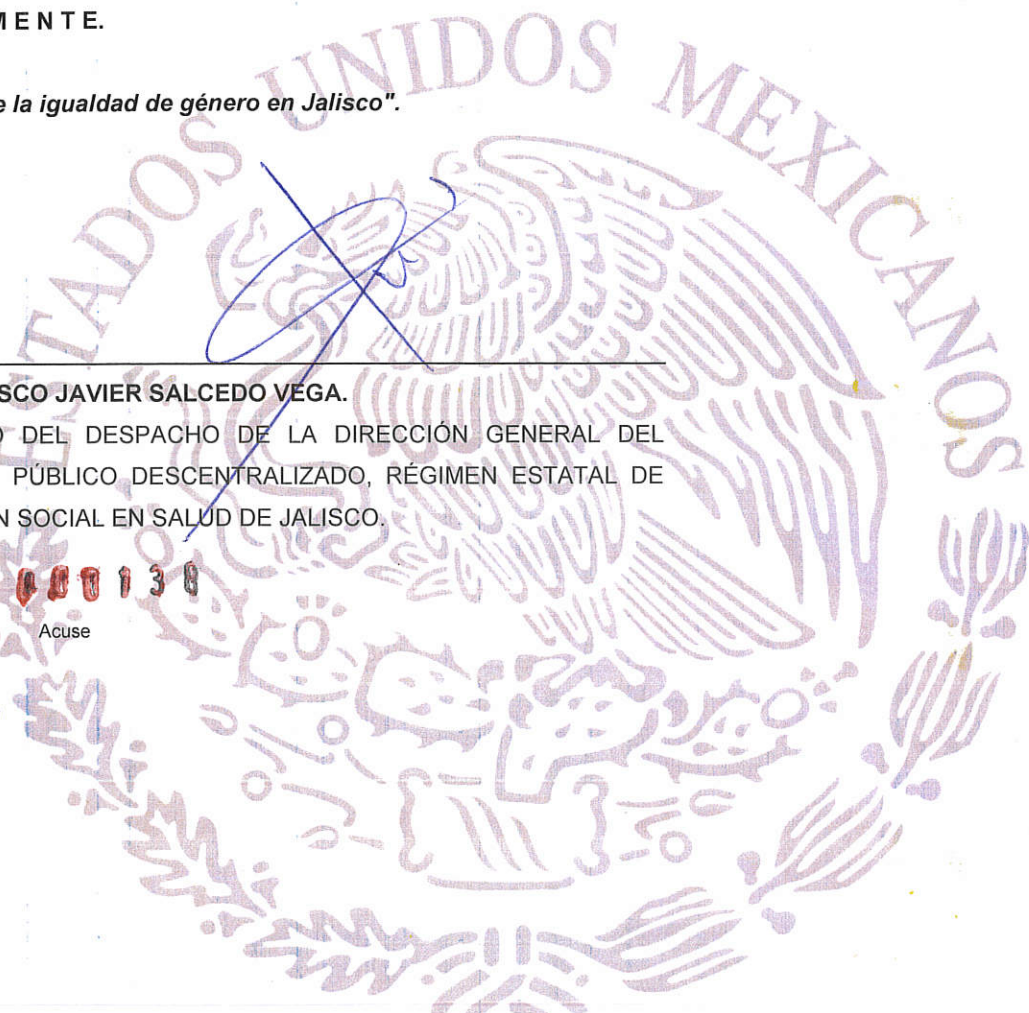 M E N T E.
e la igualdad de género en Jalisco".
ESTADOS UNIDOS MEXICANOS
SCO JAVIER SALCEDO VEGA.
O DEL DESPACHO DE LA DIRECCIÓN GENERAL DEL
PÚBLICO DESCENTRALIZADO, RÉGIMEN ESTATAL DE
N SOCIAL EN SALUD DE JALISCO.
Acuse